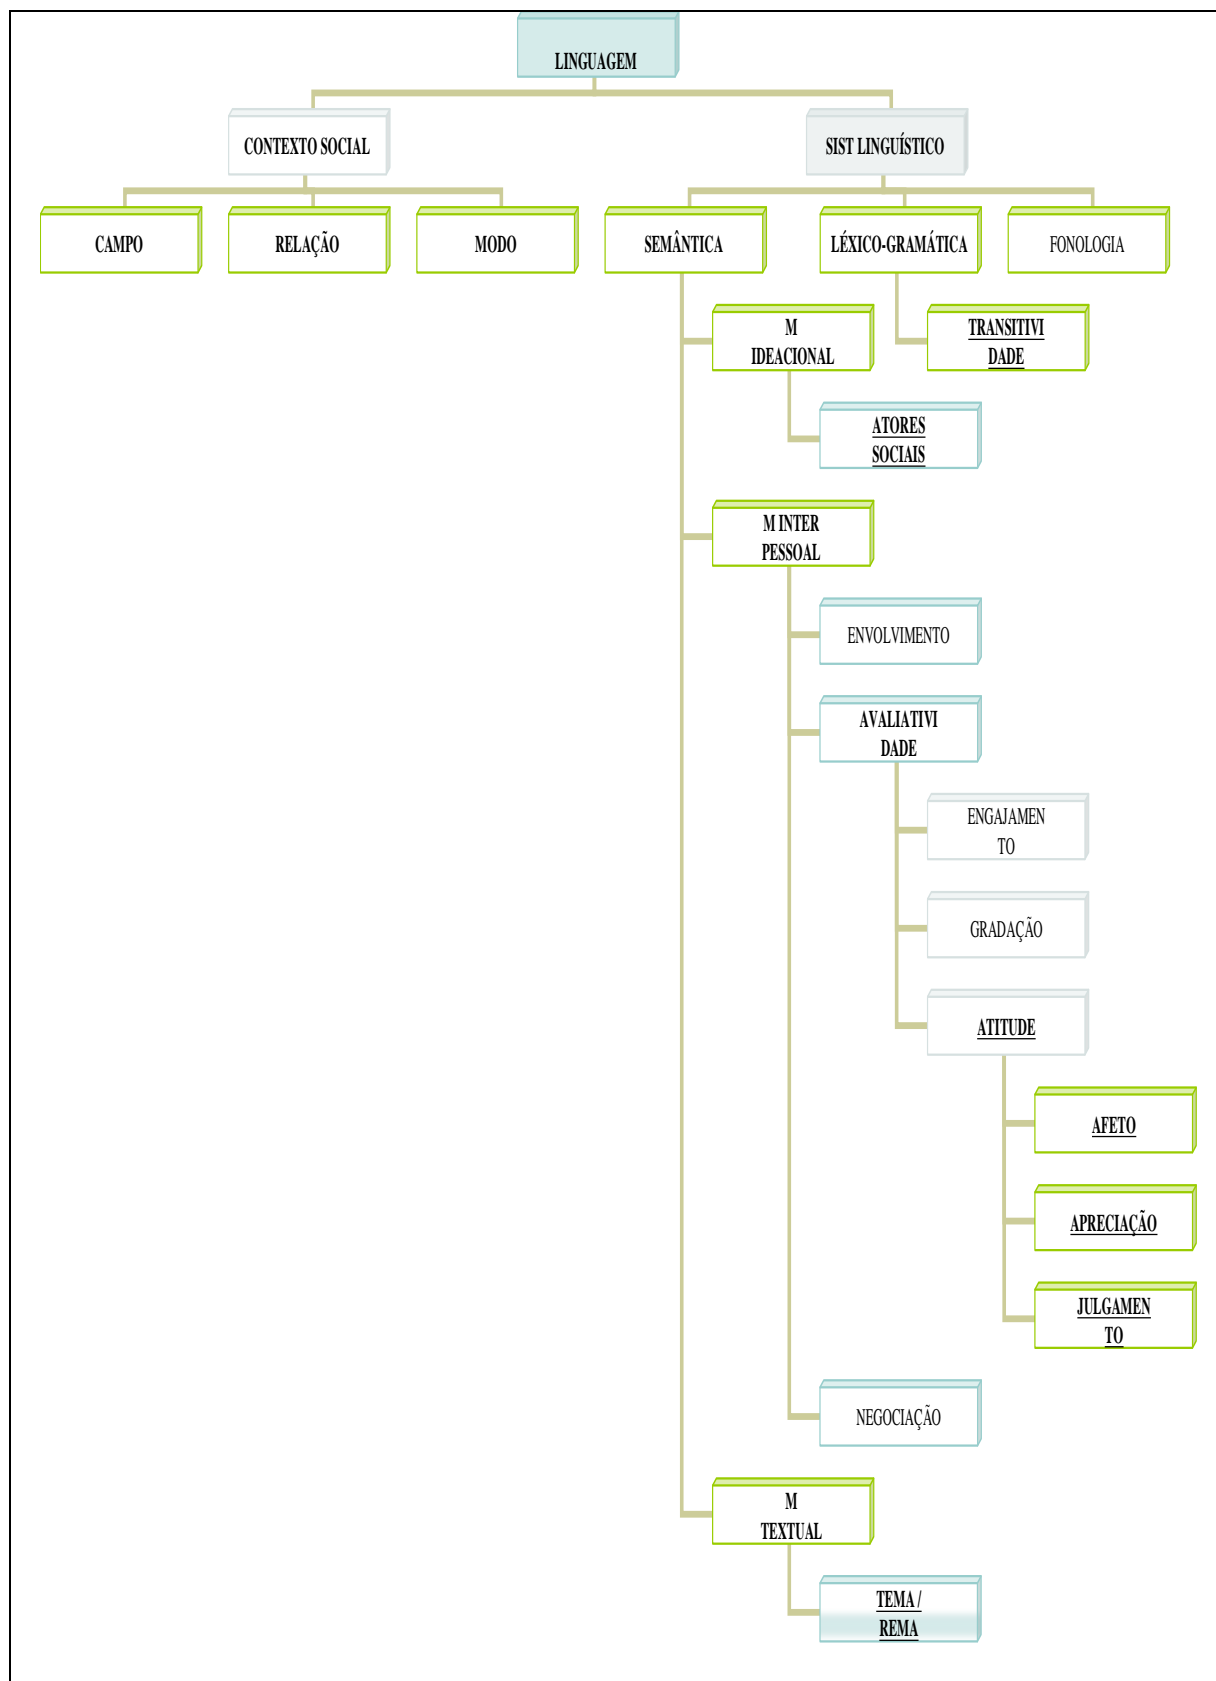 LINGUAGEM
CONTEXTO SOCIAL
SIST LINGUÍSTICO
CAMPO
RELAÇÃO
MODO
SEMÂNTICA
LÉXICO-GRAMÁTICA
FONOLOGIA
M
IDEACIONAL
TRANSITIVI
DADE
ATORES
SOCIAIS
M INTER
PESSOAL
ENVOLVIMENTO
AVALIATIVI
DADE
ENGAJAMEN
TO
GRADAÇÃO
ATITUDE
AFETO
APRECIAÇÃO
JULGAMEN
TO
NEGOCIAÇÃO
M
TEXTUAL
TEMA /
REMA